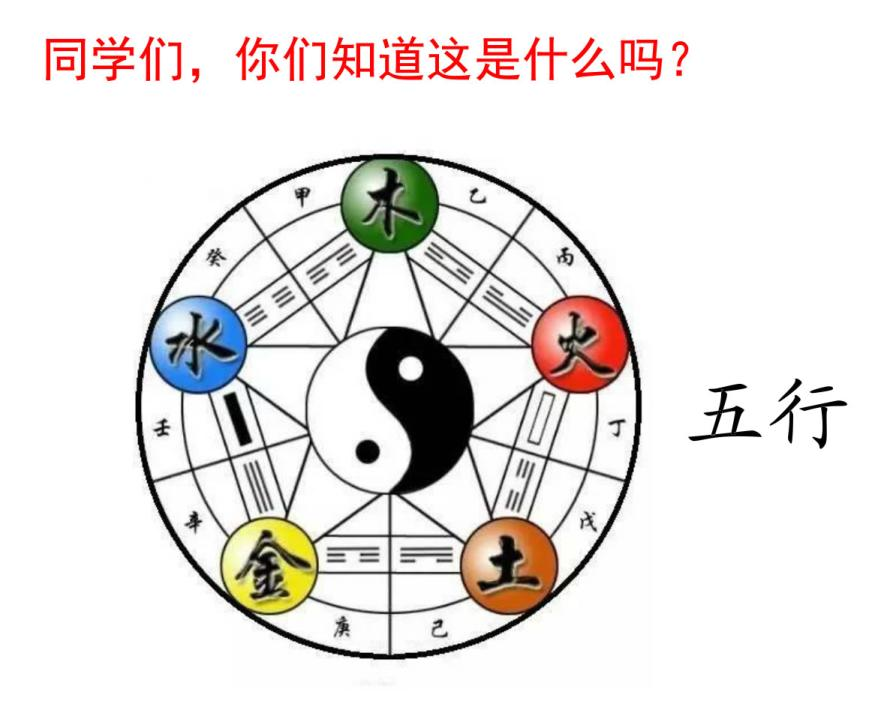 同学们，你们知道这是什么吗？
木
甲
乙
癸
丙
水
火
五行
壬
丁
辛
戊
金
土
庚
己